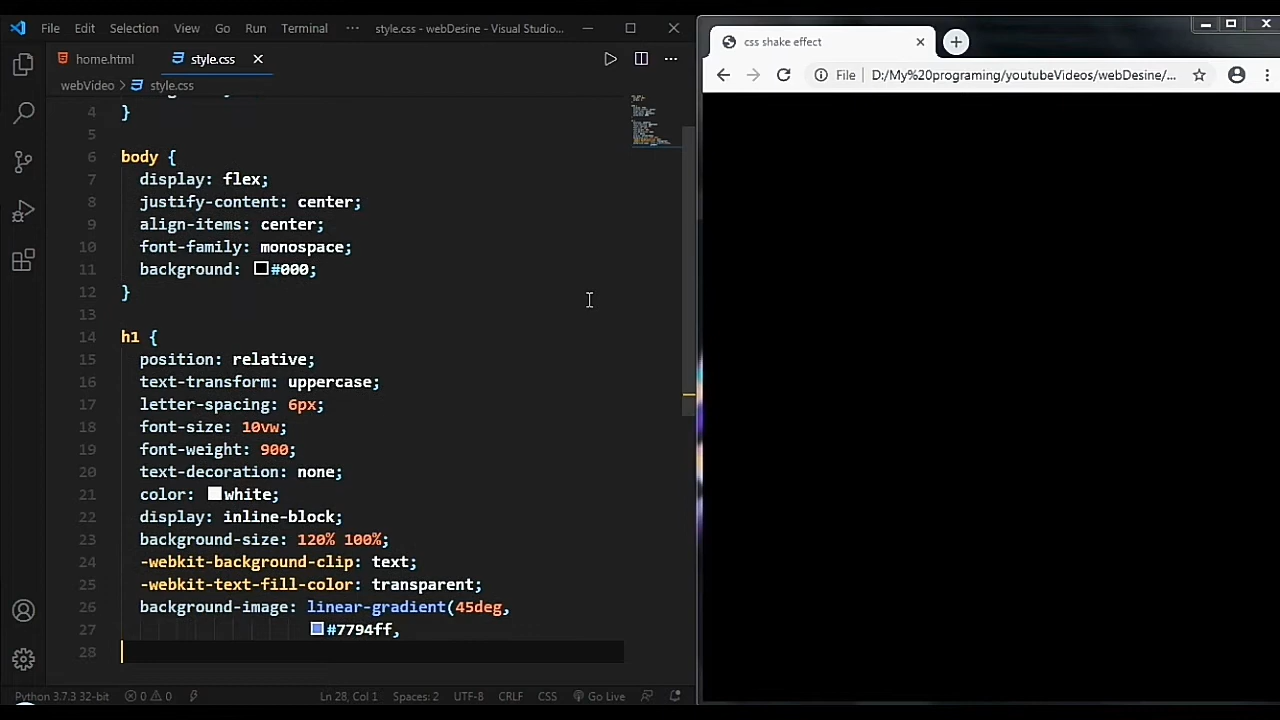 File Edit Selection View Go Run Terminal ··· style.css - webDesine - Visual Studio...
home.html style.css
webVideo > style.css
4 }
5
6 body {
7 display: flex;
8 justify-content: center;
9 align-items: center;
10 font-family: monospace;
11 background: #000;
12 }
13
14 h1 {
15 position: relative;
16 text-transform: uppercase;
17 letter-spacing: 6px;
18 font-size: 10vw;
19 font-weight: 900;
20 text-decoration: none;
21 color: white;
22 display: inline-block;
23 background-size: 120% 100%;
24 -webkit-background-clip: text;
25 -webkit-text-fill-color: transparent;
26 background-image: linear-gradient(45deg,
27 #7794ff,
28
Python 3.7.3 32-bit 0 0 Ln 28, Col 1 Spaces: 2 UTF-8 CRLF CSS Go Live
css shake effect
File D:/My%20programing/youtubeVideos/webDesine/...